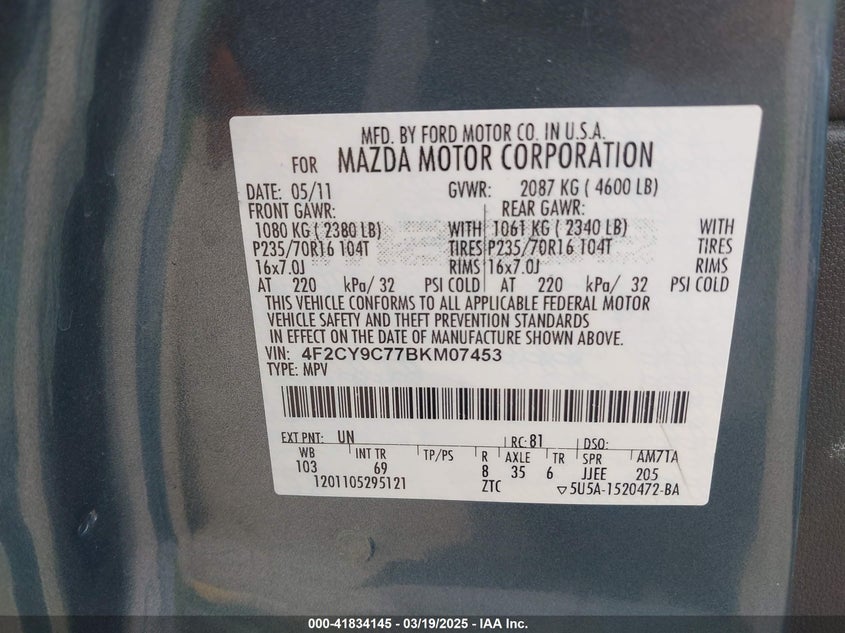 MFD. BY FORD MOTOR CO. IN U.S.A.
FOR MAZDA MOTOR CORPORATION
DATE: 05/11 GVWR: 2087 KG ( 4600 LB)
FRONT GAWR: REAR GAWR:
1080 KG ( 2380 LB) WITH 1061 KG ( 2340 LB) WITH
P235/70R16 104T TIRES P235/70R16 104T TIRES
16x7.0J RIMS 16x7.0J RIMS
AT 220 kPa/ 32 PSI COLD AT 220 kPa/ 32 PSI COLD
THIS VEHICLE CONFORMS TO ALL APPLICABLE FEDERAL MOTOR
VEHICLE SAFETY AND THEFT PREVENTION STANDARDS
IN EFFECT ON THE DATE OF MANUFACTURE SHOWN ABOVE.
VIN: 4F2CY9C77BKM07453
TYPE: MPV
EXT PNT: UN RC: 81 DSO:
WB INT TR TP/PS R AXLE TR SPR AM71A
103 69 8 35 6 JJEE 205
1201105295121 ZTC ▽5U5A-1520472-BA
000-41834145 - 03/19/2025 - IAA Inc.